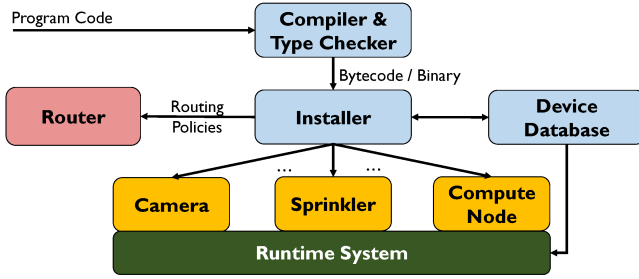 Program Code
Compiler &
Type Checker
Bytecode / Binary
Router
Routing
Policies
Installer
Device
Database
... ...
Camera
Sprinkler
Compute
Node
Runtime System